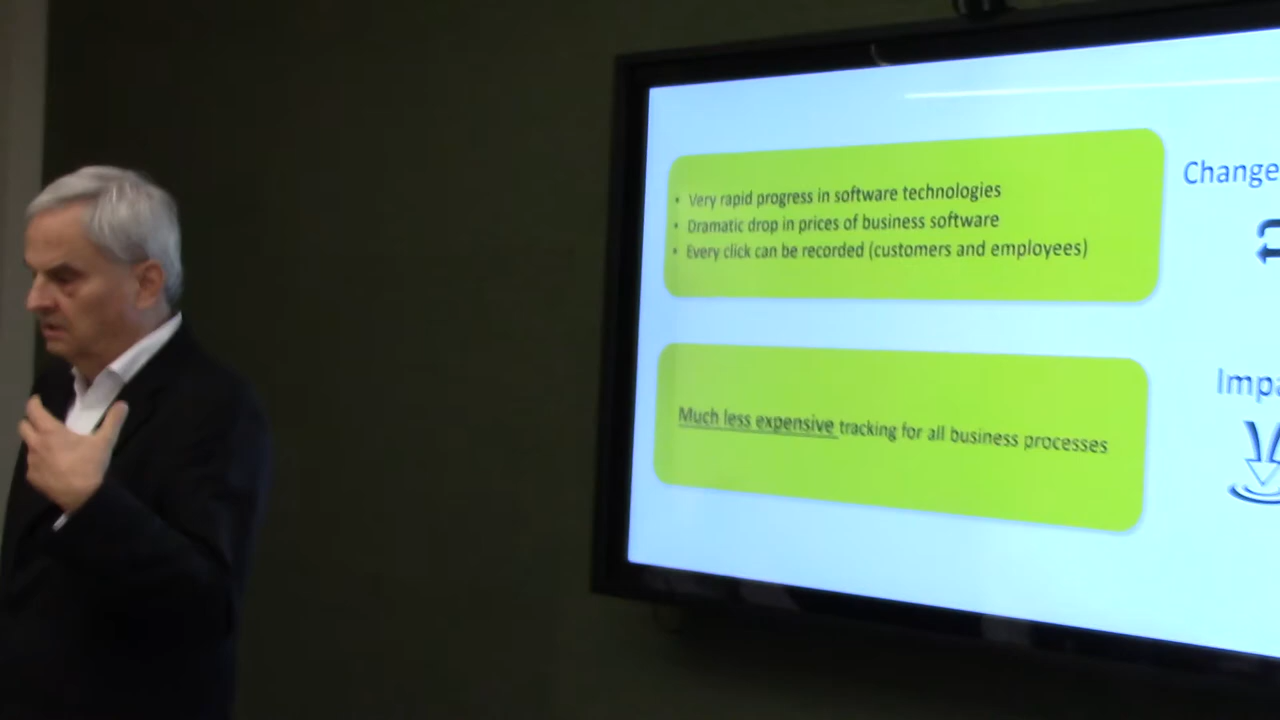 • Very rapid progress in software technologies
• Dramatic drop in prices of business software
• Every click can be recorded (customers and employees)
Change
Much less expensive tracking for all business processes
Impa